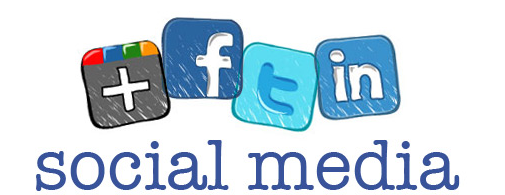 + f t in
social media